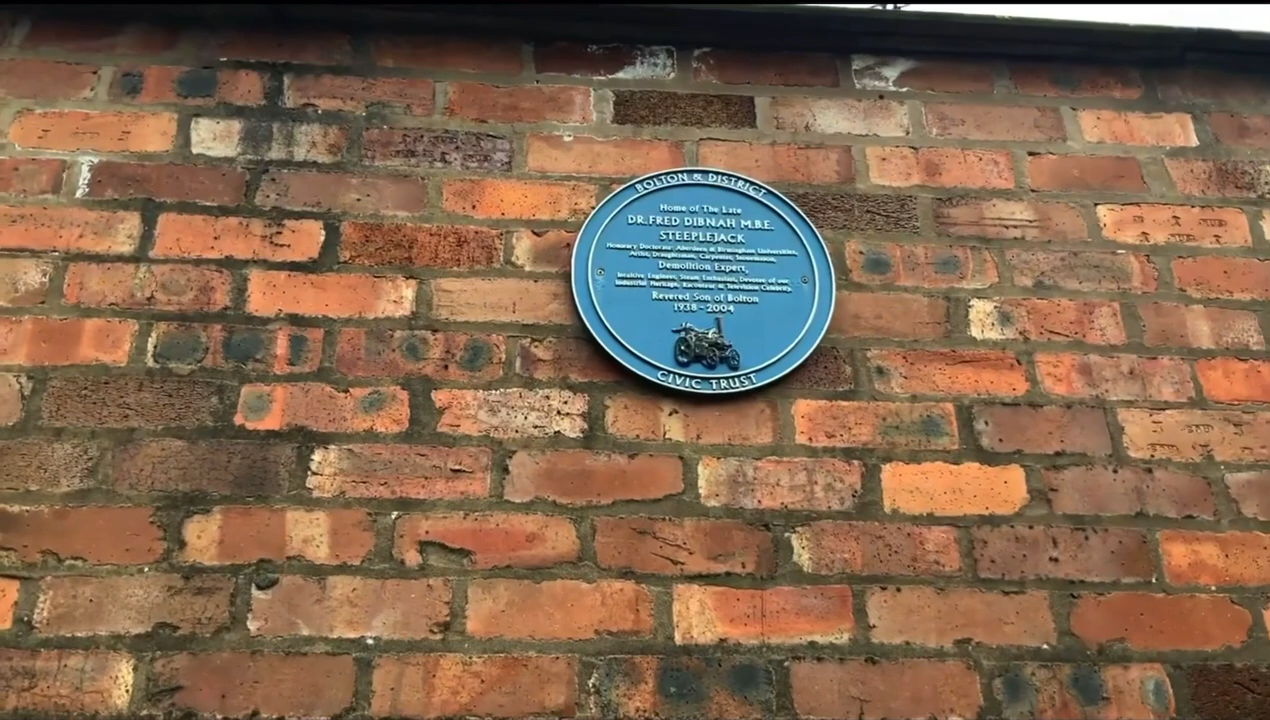 BOLTON & DISTRICT
Home of The Late
DR. FRED DIBNAH M.B.E.
STEEPLEJACK
Honorary Doctorate: Aberdeen & Birmingham Universities,
Artist, Draughtsman, Carpenter, Stonemason,
Demolition Expert,
Intuitive Engineer, Steam Enthusiast, Devotee of our
Industrial Heritage, Raconteur & Television Celebrity.
Revered Son of Bolton
1938 - 2004
CIVIC TRUST